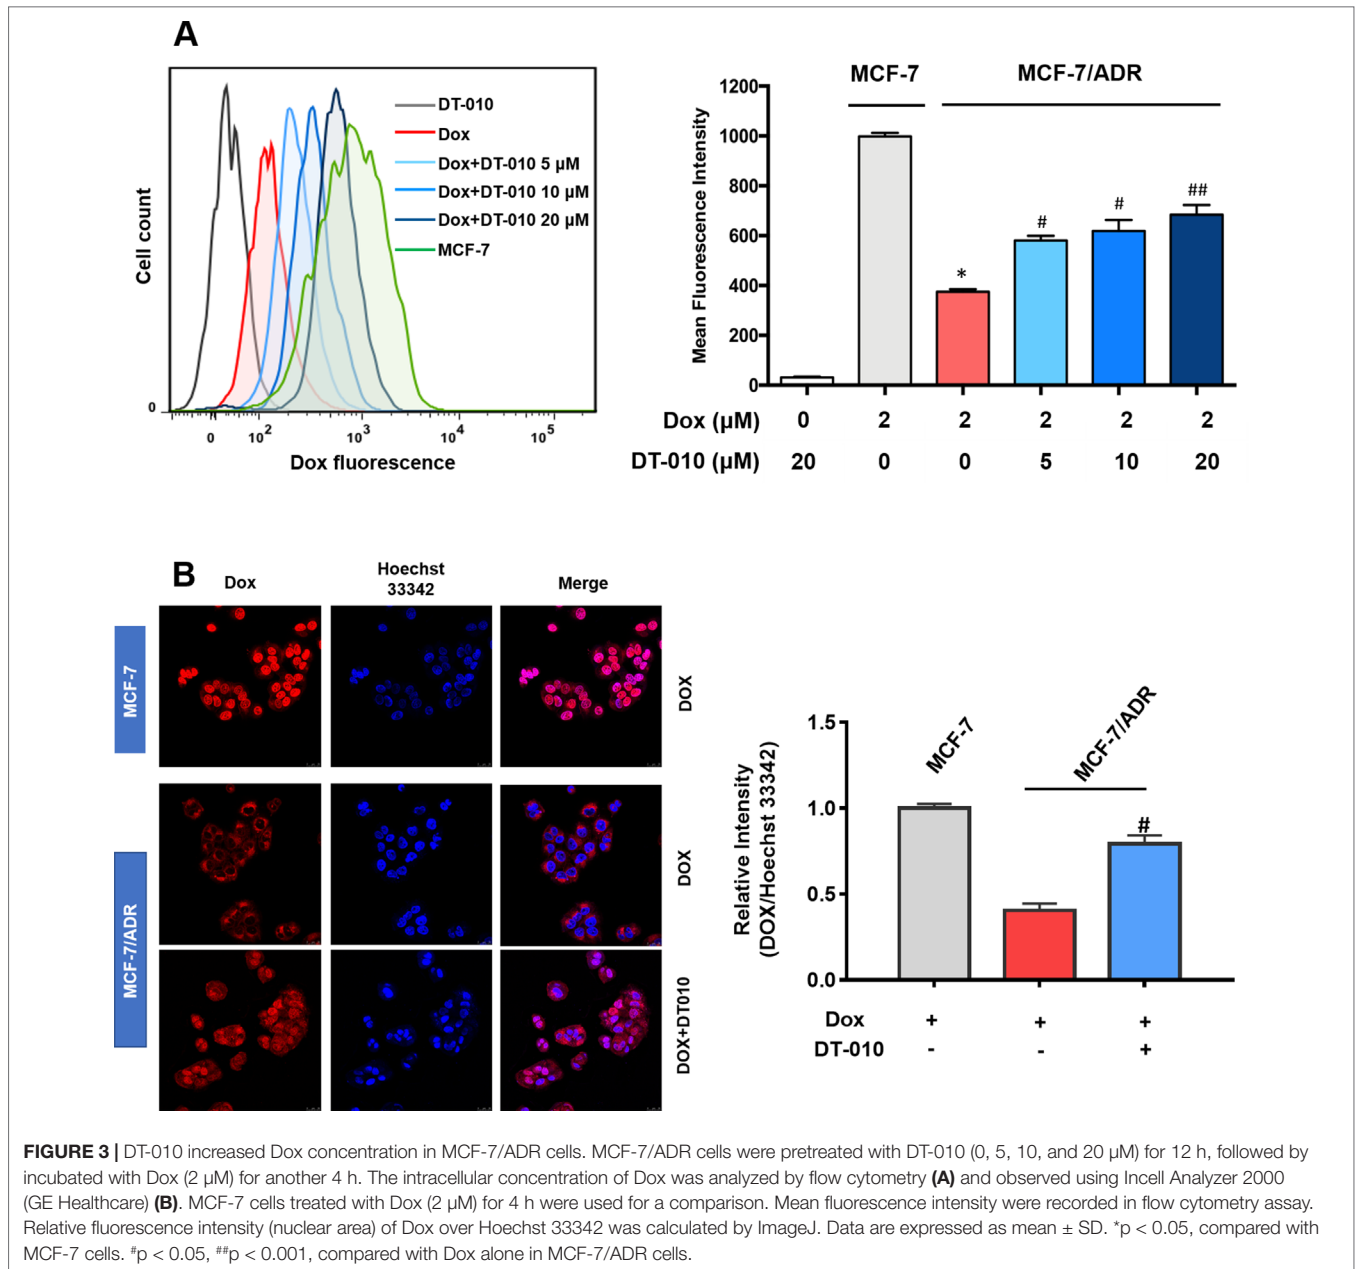 A
DT-010
Dox
Dox+DT-010 5 µM
Dox+DT-010 10 µM
Dox+DT-010 20 µM
MCF-7
Cell count
0
0 10² 10³ 10⁴ 10⁵
Dox fluorescence
MCF-7 MCF-7/ADR
Mean Fluorescence Intensity
1200
1000
800
600
400
200
0
* # # ##
Dox (µM) 0 2 2 2 2 2
DT-010 (µM) 20 0 0 5 10 20
B
Dox Hoechst 33342 Merge
MCF-7
DOX
MCF-7/ADR
DOX
DOX+DT010
Relative Intensity
(DOX/Hoechst 33342)
1.5
1.0
0.5
0.0
MCF-7
MCF-7/ADR
#
Dox + + +
DT-010 - - +
FIGURE 3 | DT-010 increased Dox concentration in MCF-7/ADR cells. MCF-7/ADR cells were pretreated with DT-010 (0, 5, 10, and 20 µM) for 12 h, followed by
incubated with Dox (2 µM) for another 4 h. The intracellular concentration of Dox was analyzed by flow cytometry (A) and observed using Incell Analyzer 2000
(GE Healthcare) (B). MCF-7 cells treated with Dox (2 µM) for 4 h were used for a comparison. Mean fluorescence intensity were recorded in flow cytometry assay.
Relative fluorescence intensity (nuclear area) of Dox over Hoechst 33342 was calculated by ImageJ. Data are expressed as mean ± SD. *p < 0.05, compared with
MCF-7 cells. #p < 0.05, ##p < 0.001, compared with Dox alone in MCF-7/ADR cells.